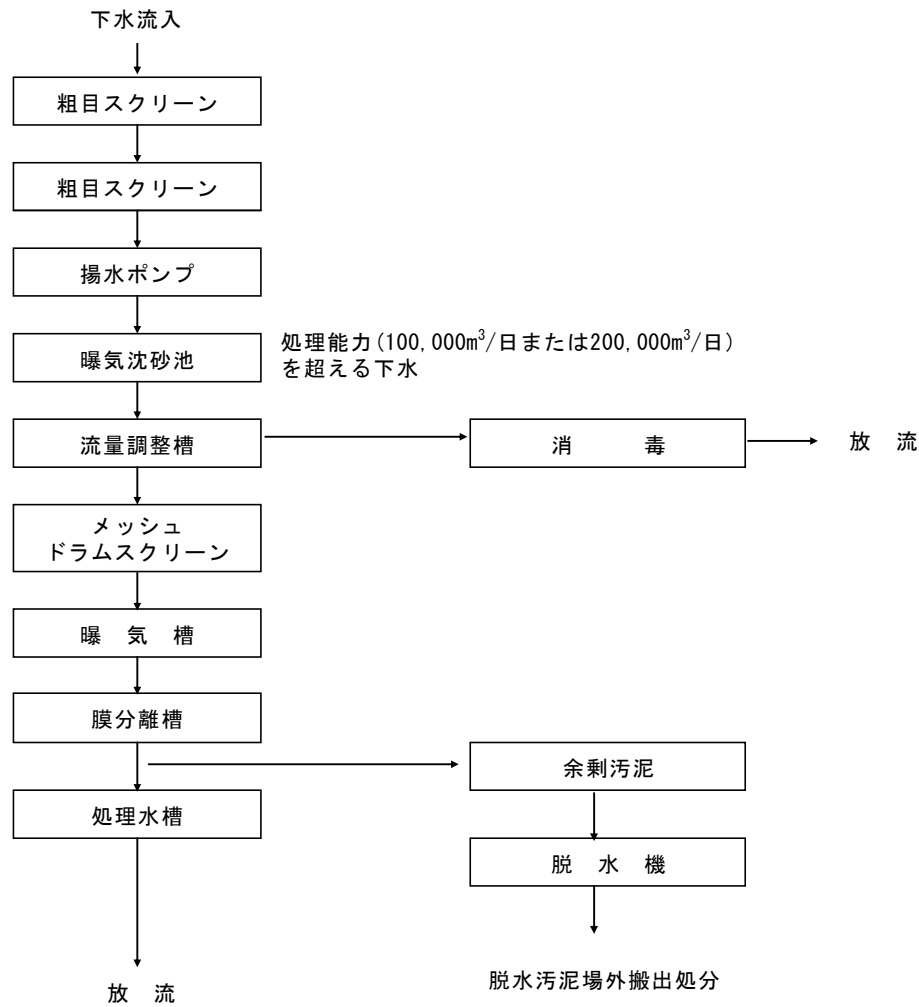 下水流入
粗目スクリーン
粗目スクリーン
揚水ポンプ
曝気沈砂池
処理能力(100,000m³/日または200,000m³/日)
を超える下水
流量調整槽
消 毒
放 流
メッシュ
ドラムスクリーン
曝 気 槽
膜分離槽
余剰汚泥
処理水槽
脱 水 機
脱水汚泥場外搬出処分
放 流